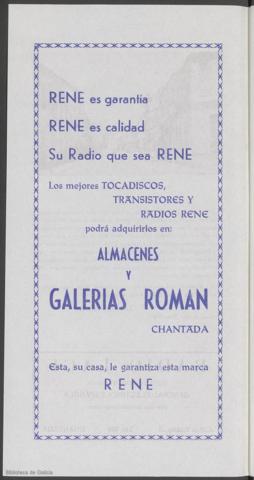 RENE es garantía
RENE es calidad
Su Radio que sea RENE
Los mejores TOCADISCOS,
TRANSISTORES Y
RADIOS RENE
podrá adquirirlos en:
ALMACENES
Y
GALERIAS ROMAN
CHANTADA
Esta, su casa, le garantiza esta marca
RENE
Biblioteca de Galicia